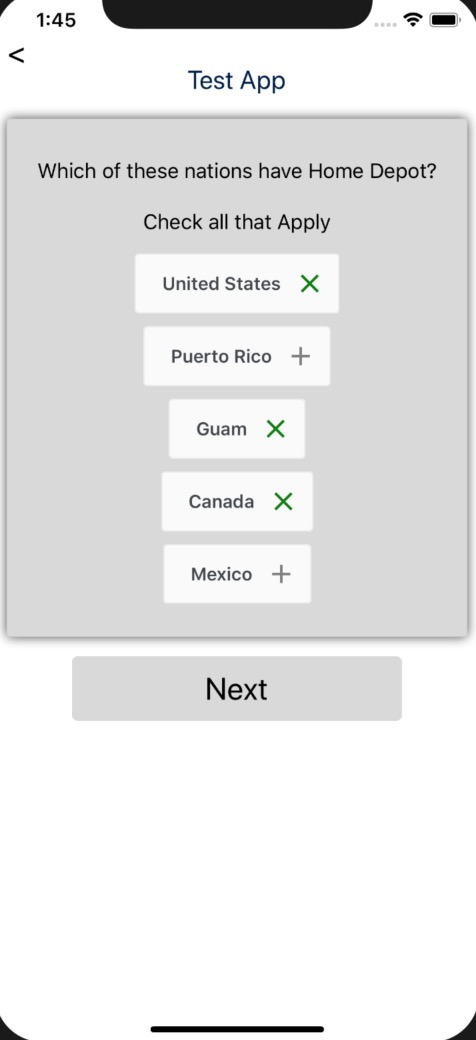 1:45
<
Test App
Which of these nations have Home Depot?
Check all that Apply
United States
Puerto Rico
Guam
Canada
Mexico
Next